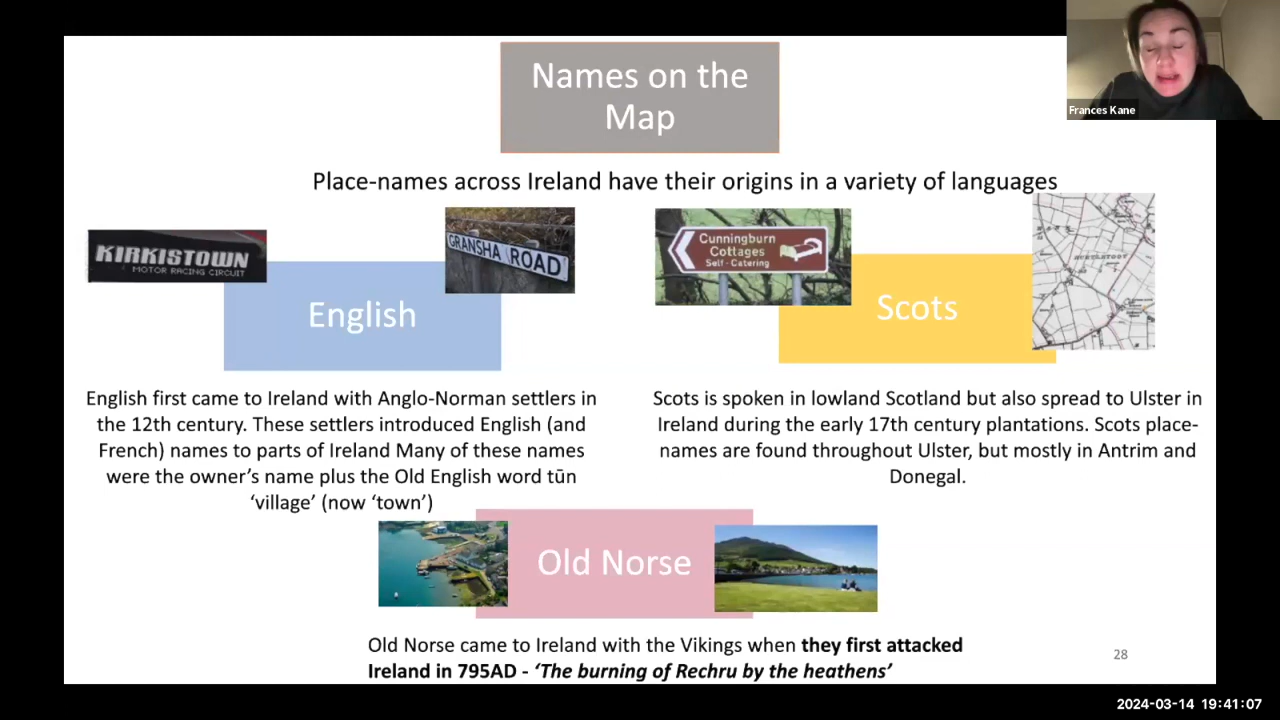 Names on the
Map
Frances Kane
Place-names across Ireland have their origins in a variety of languages
KIRKISTOWN
MOTOR RACING CIRCUIT
GRANSHA ROAD
Cunningburn
Cottages
Self-Catering
English
Scots
English first came to Ireland with Anglo-Norman settlers in
the 12th century. These settlers introduced English (and
French) names to parts of Ireland Many of these names
were the owner's name plus the Old English word tūn
'village' (now 'town')
Scots is spoken in lowland Scotland but also spread to Ulster in
Ireland during the early 17th century plantations. Scots place-
names are found throughout Ulster, but mostly in Antrim and
Donegal.
Old Norse
Old Norse came to Ireland with the Vikings when they first attacked
Ireland in 795AD - 'The burning of Rechru by the heathens'
28
2024-03-14 19:41:07